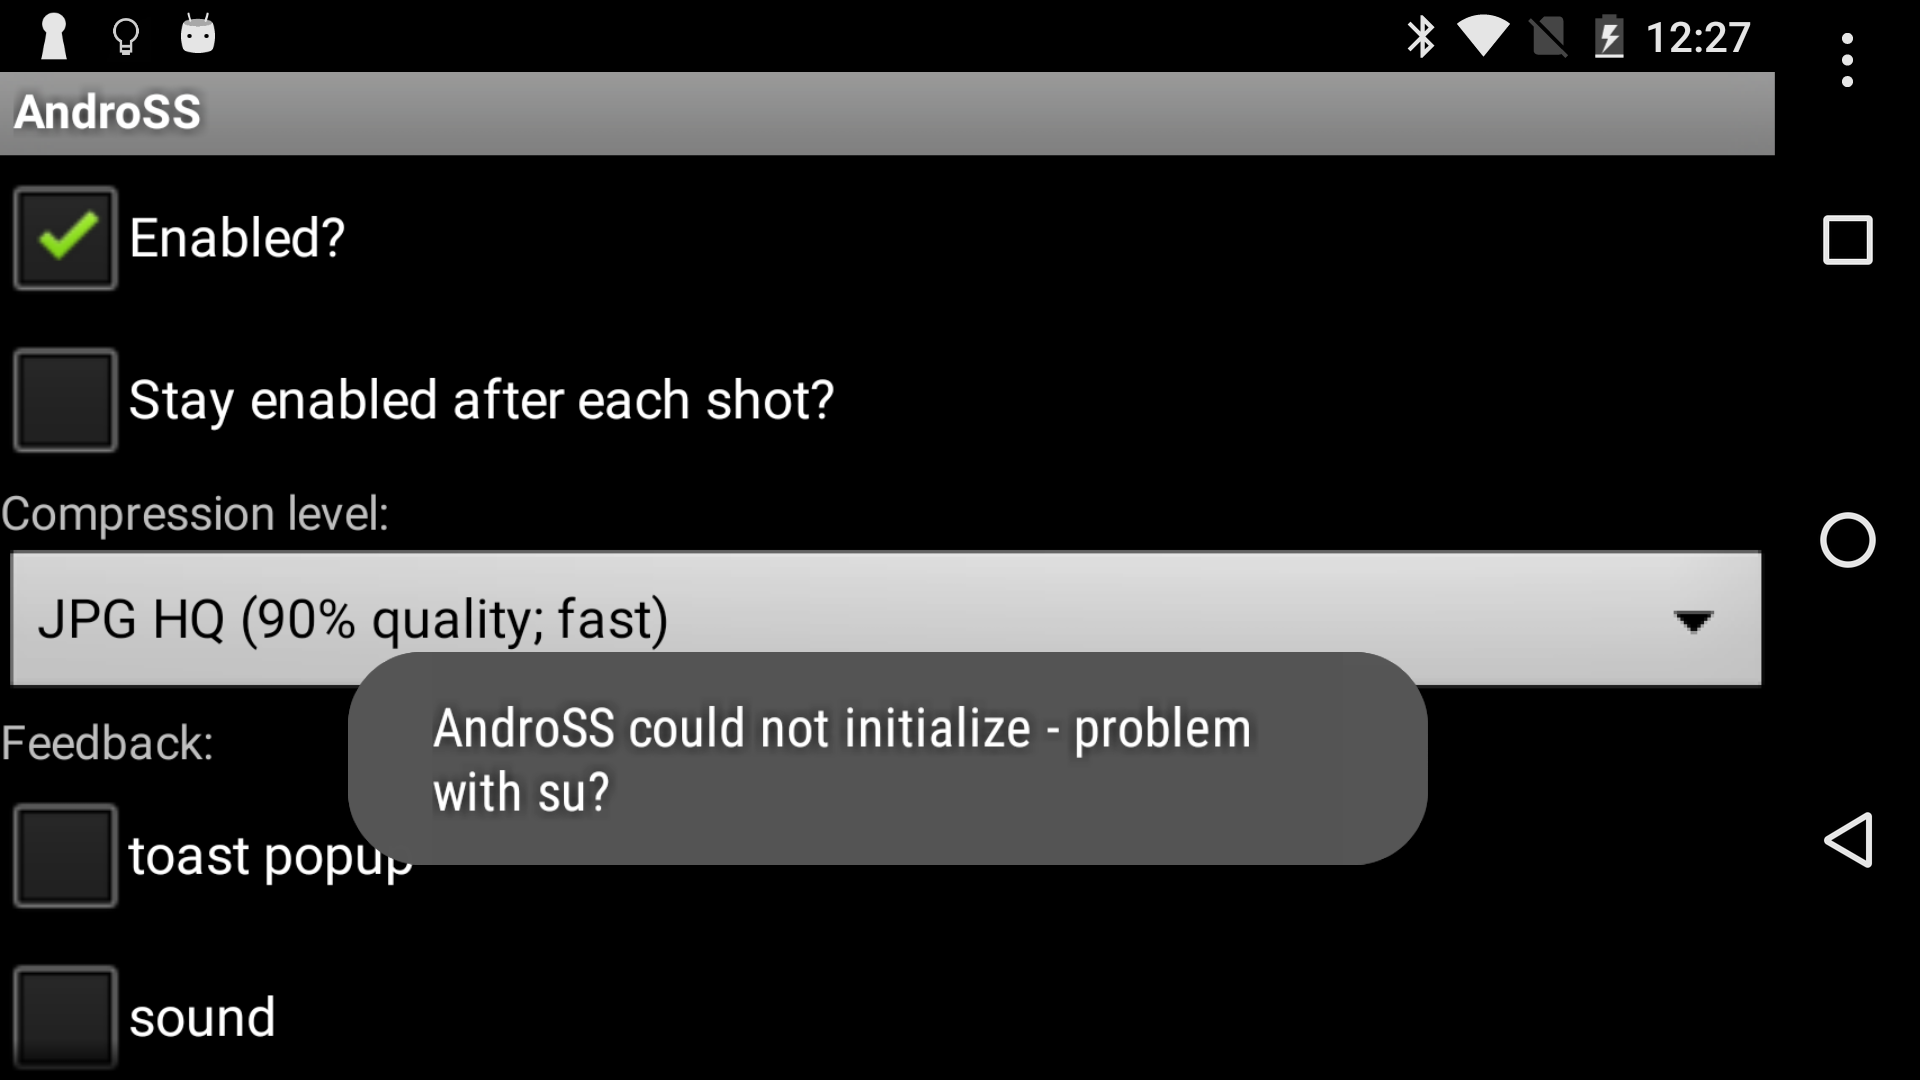 12:27
AndroSS
Enabled?
Stay enabled after each shot?
Compression level:
JPG HQ (90% quality; fast)
AndroSS could not initialize - problem
with su?
Feedback:
toast popup
sound